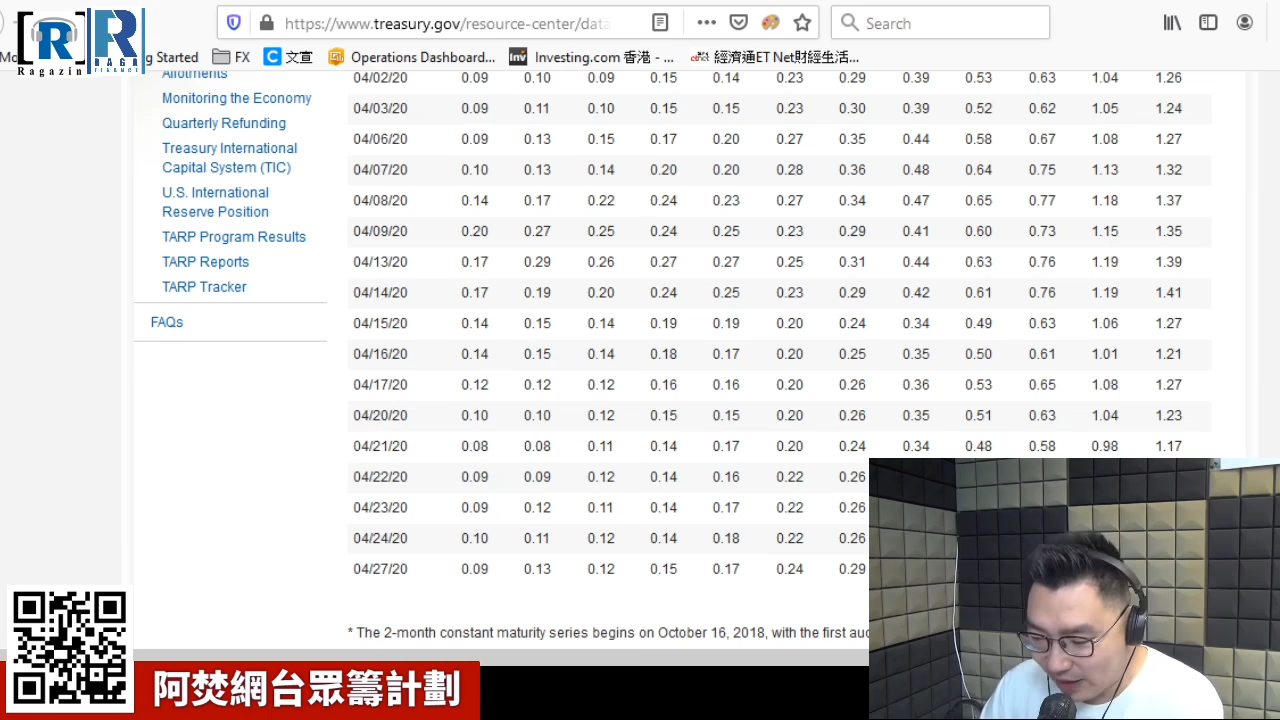 [R]
Ragazine
R
RAGA
FINANCE
https://www.treasury.gov/resource-center/data
Search
g Started
FX
文宣
Operations Dashboard...
Investing.com 香港 - ...
經濟通ET Net財經生活...
Allotments
Monitoring the Economy
Quarterly Refunding
Treasury International
Capital System (TIC)
U.S. International
Reserve Position
TARP Program Results
TARP Reports
TARP Tracker
FAQs
04/02/20 0.09 0.10 0.09 0.15 0.14 0.23 0.29 0.39 0.53 0.63 1.04 1.26
04/03/20 0.09 0.11 0.10 0.15 0.15 0.23 0.30 0.39 0.52 0.62 1.05 1.24
04/06/20 0.09 0.13 0.15 0.17 0.20 0.27 0.35 0.44 0.58 0.67 1.08 1.27
04/07/20 0.10 0.13 0.14 0.20 0.20 0.28 0.36 0.48 0.64 0.75 1.13 1.32
04/08/20 0.14 0.17 0.22 0.24 0.23 0.27 0.34 0.47 0.65 0.77 1.18 1.37
04/09/20 0.20 0.27 0.25 0.24 0.25 0.23 0.29 0.41 0.60 0.73 1.15 1.35
04/13/20 0.17 0.29 0.26 0.27 0.27 0.25 0.31 0.44 0.63 0.76 1.19 1.39
04/14/20 0.17 0.19 0.20 0.24 0.25 0.23 0.29 0.42 0.61 0.76 1.19 1.41
04/15/20 0.14 0.15 0.14 0.19 0.19 0.20 0.24 0.34 0.49 0.63 1.06 1.27
04/16/20 0.14 0.15 0.14 0.18 0.17 0.20 0.25 0.35 0.50 0.61 1.01 1.21
04/17/20 0.12 0.12 0.12 0.16 0.16 0.20 0.26 0.36 0.53 0.65 1.08 1.27
04/20/20 0.10 0.10 0.12 0.15 0.15 0.20 0.26 0.35 0.51 0.63 1.04 1.23
04/21/20 0.08 0.08 0.11 0.14 0.17 0.20 0.24 0.34 0.48 0.58 0.98 1.17
04/22/20 0.09 0.09 0.12 0.14 0.16 0.22 0.26
04/23/20 0.09 0.12 0.11 0.14 0.17 0.22 0.26
04/24/20 0.10 0.11 0.12 0.14 0.18 0.22 0.26
04/27/20 0.09 0.13 0.12 0.15 0.17 0.24 0.29
* The 2-month constant maturity series begins on October 16, 2018, with the first auc
阿焚網台眾籌計劃